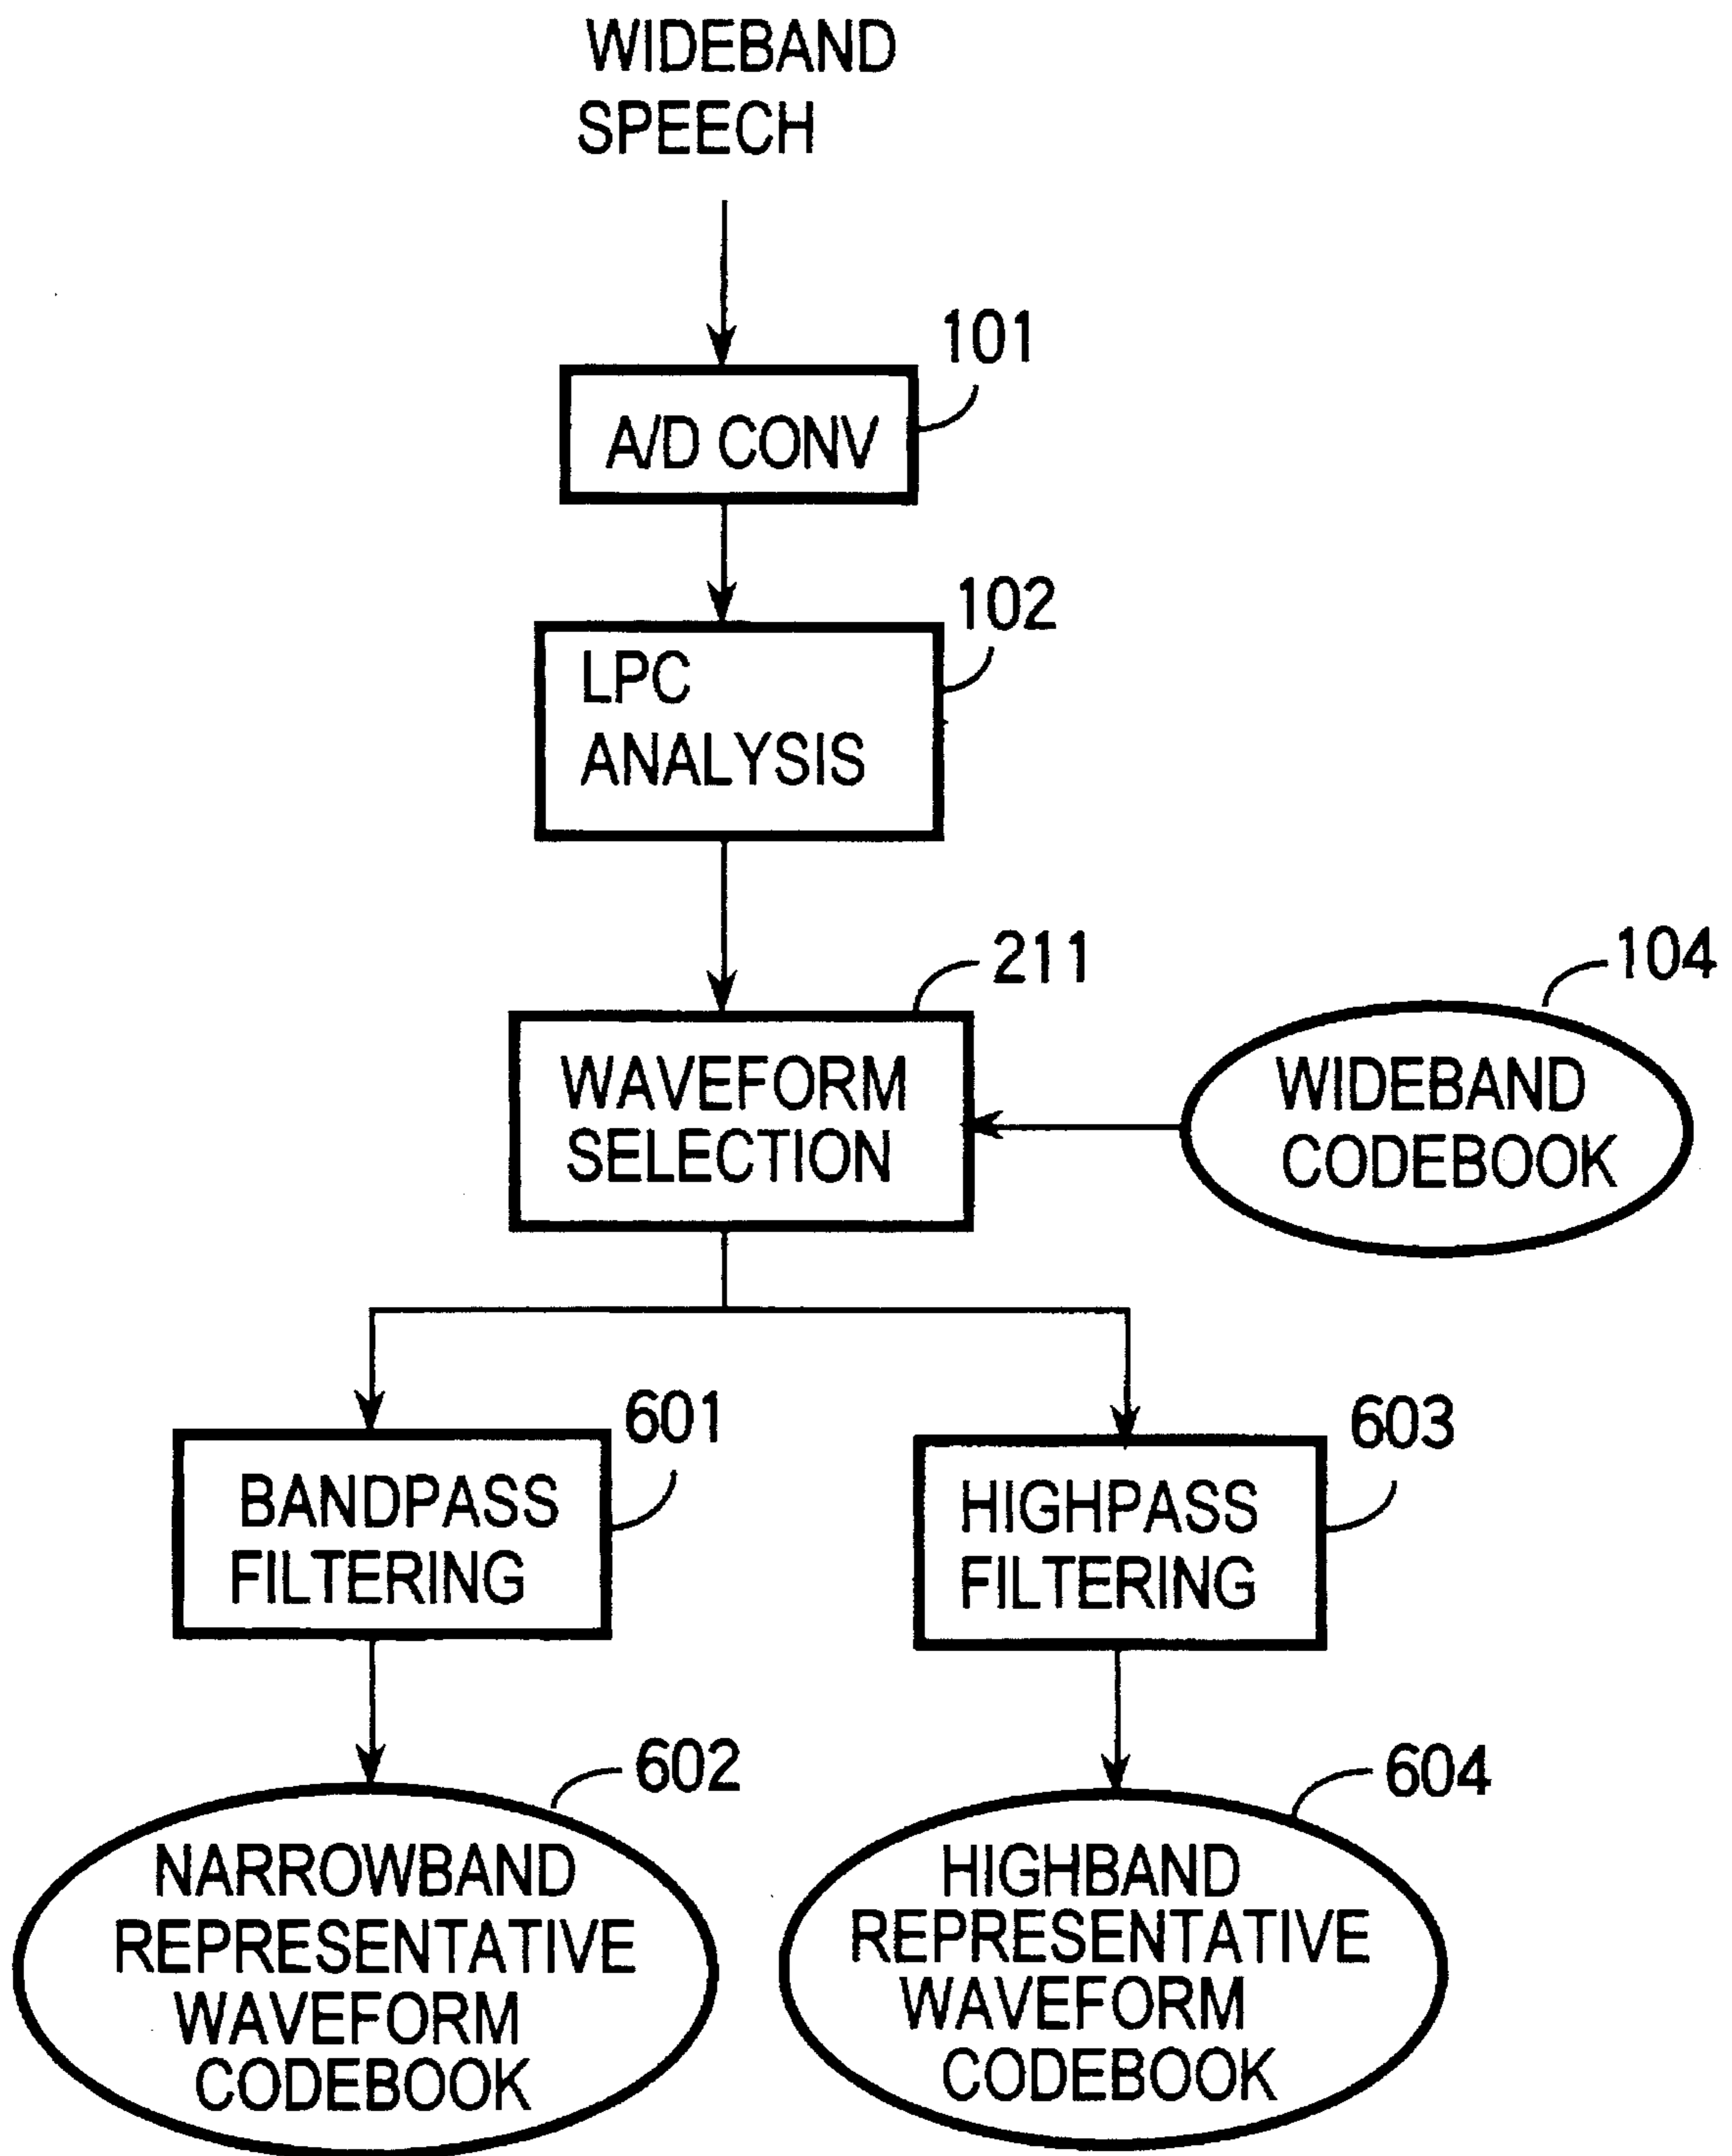 WIDEBAND
SPEECH
101
A/D CONV
102
LPC
ANALYSIS
211
104
WAVEFORM
SELECTION
WIDEBAND
CODEBOOK
601
603
BANDPASS
FILTERING
HIGHPASS
FILTERING
602
604
NARROWBAND
REPRESENTATIVE
WAVEFORM
CODEBOOK
HIGHBAND
REPRESENTATIVE
WAVEFORM
CODEBOOK